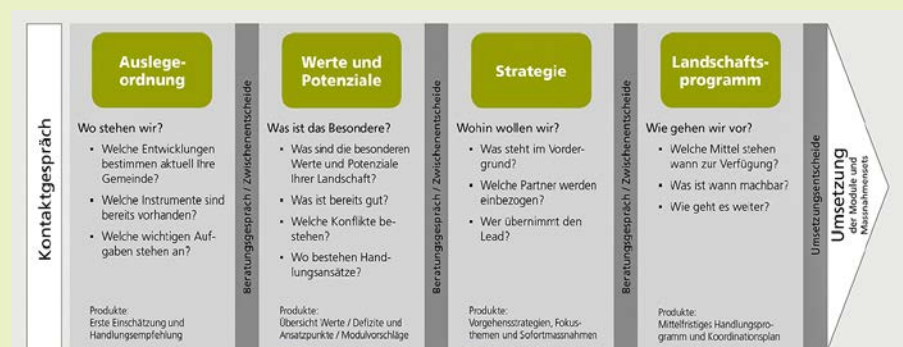 Kontaktgespräch
Auslege-
ordnung
Wo stehen wir?
▪ Welche Entwicklungen
bestimmen aktuell Ihre
Gemeinde?
▪ Welche Instrumente sind
bereits vorhanden?
▪ Welche wichtigen Auf-
gaben stehen an?
Produkte:
Erste Einschätzung und
Handlungsempfehlung
Beratungsgespräch / Zwischenentscheide
Werte und
Potenziale
Was ist das Besondere?
▪ Was sind die besonderen
Werte und Potenziale
Ihrer Landschaft?
▪ Was ist bereits gut?
▪ Welche Konflikte be-
stehen?
▪ Wo bestehen Hand-
lungsansätze?
Produkte:
Übersicht Werte / Defizite und
Ansatzpunkte / Modulvorschläge
Beratungsgespräch / Zwischenentscheide
Strategie
Wohin wollen wir?
▪ Was steht im Vorder-
grund?
▪ Welche Partner werden
einbezogen?
▪ Wer übernimmt den
Lead?
Produkte:
Vorgehensstrategien, Fokus-
themen und Sofortmassnahmen
Beratungsgespräch / Zwischenentscheide
Landschafts-
programm
Wie gehen wir vor?
▪ Welche Mittel stehen
wann zur Verfügung?
▪ Was ist wann machbar?
▪ Wie geht es weiter?
Produkte:
Mittelfristiges Handlungspro-
gramm und Koordinationsplan
Umsetzungsentscheide
Umsetzung
der Module und
Massnahmensets